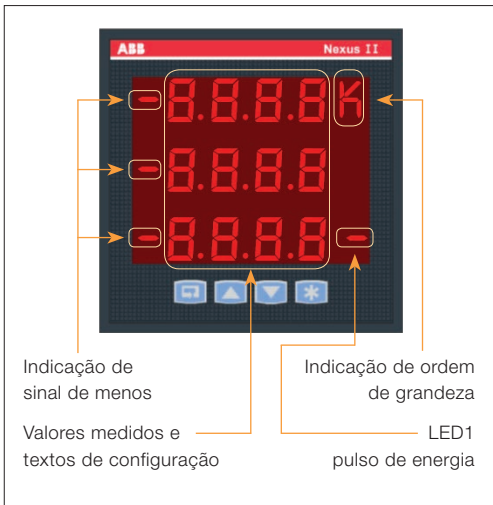 ABB Nexus II
8.8.8.8 K
8.8.8.8
8.8.8.8
Indicação de
sinal de menos
Indicação de ordem
de grandeza
Valores medidos e
textos de configuração
LED1
pulso de energia